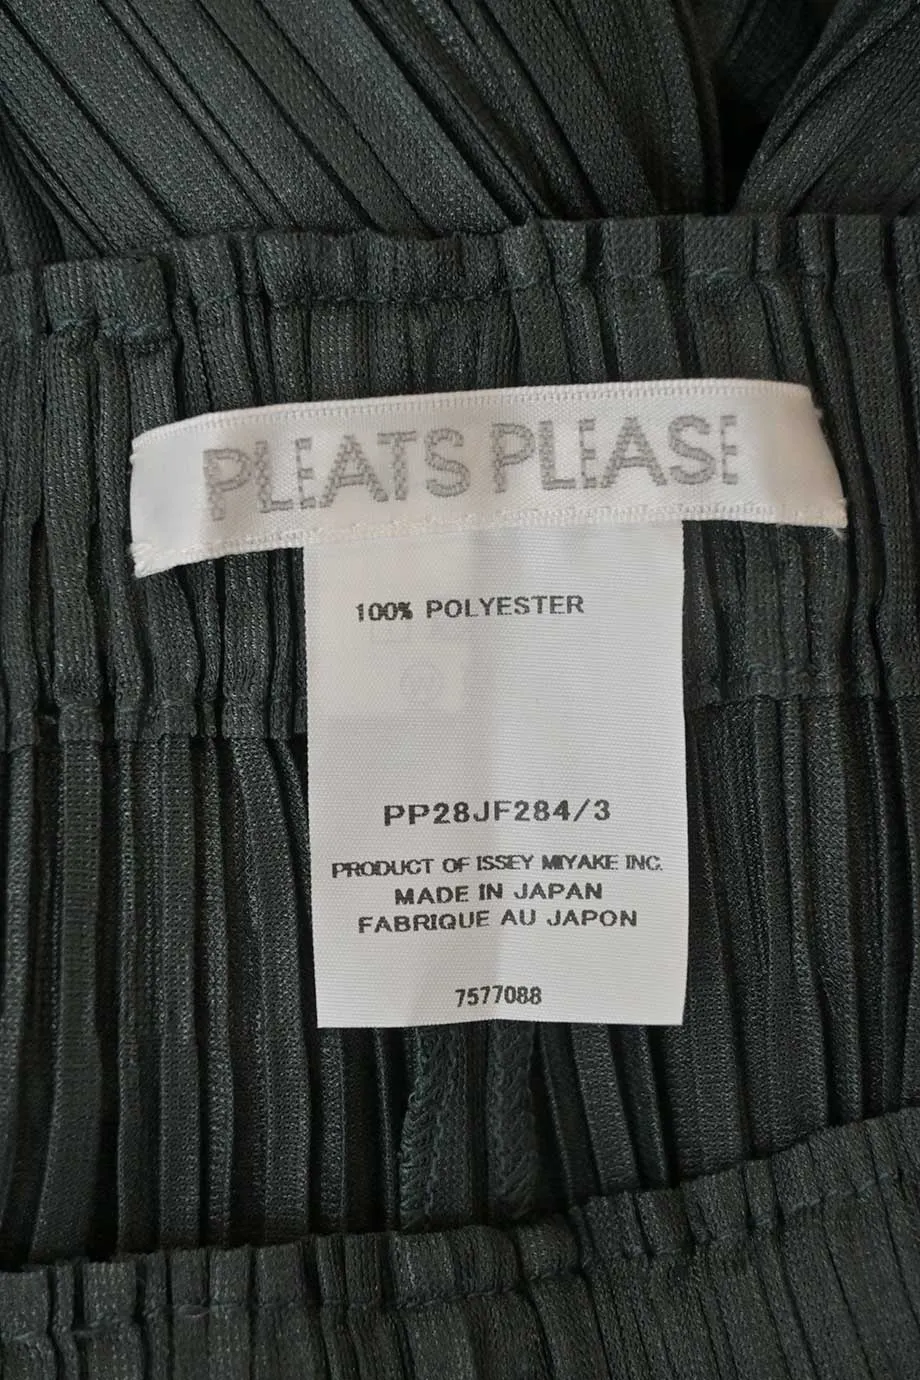 PLEATS PLEASE
100% POLYESTER
W
PP28JF284/3
PRODUCT OF ISSEY MIYAKE INC.
MADE IN JAPAN
FABRIQUE AU JAPON
7577088